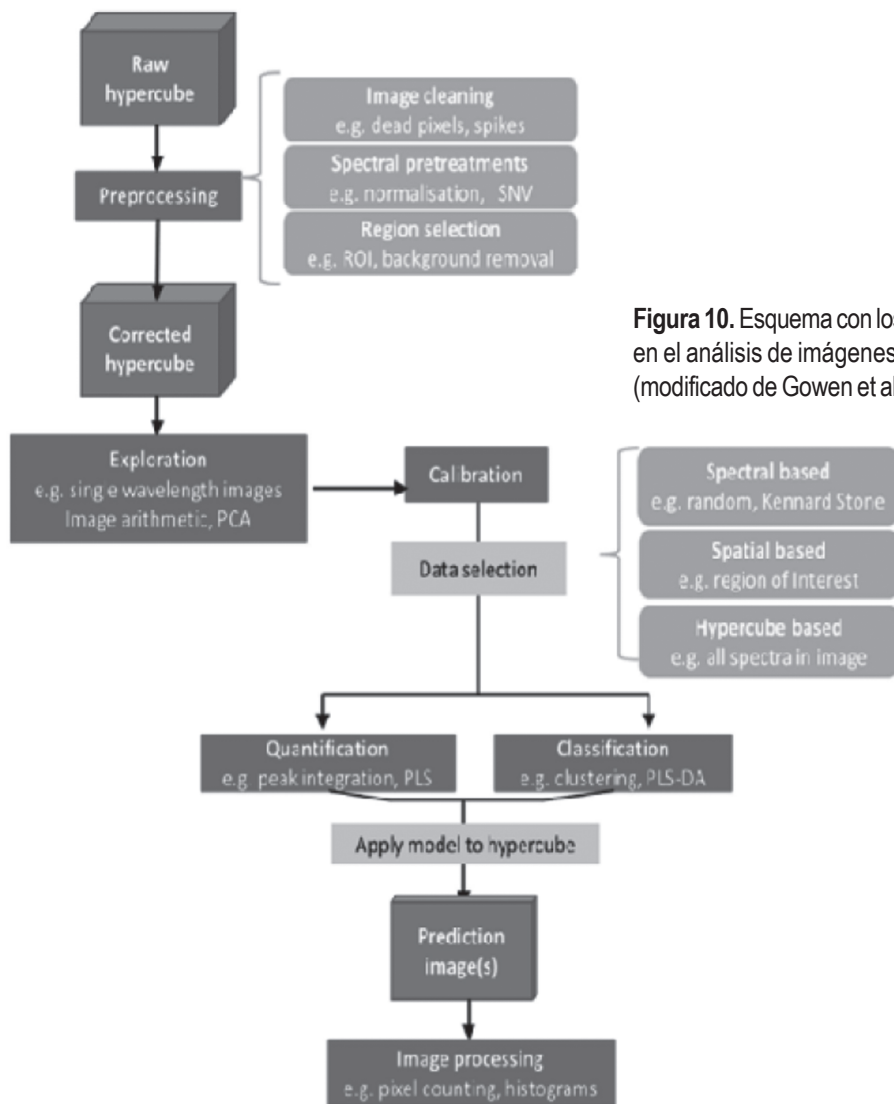 Raw
hypercube
Image cleaning
e.g. dead pixels, spikes
Spectral pretreatments
e.g. normalisation, SNV
Preprocessing
Region selection
e.g. ROI, background removal
Corrected
hypercube
Figura 10. Esquema con los
en el análisis de imágenes
(modificado de Gowen et al
Exploration
e.g. single wavelength images
Image arithmetic, PCA
Calibration
Spectral based
e.g. random, Kennard Stone
Data selection
Spatial based
e.g. region of Interest
Hypercube based
e.g. all spectra in image
Quantification
e.g. peak integration, PLS
Classification
e.g. clustering, PLS-DA
Apply model to hypercube
Prediction
image(s)
Image processing
e.g. pixel counting, histograms